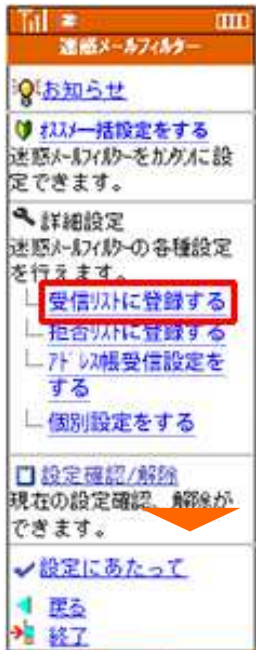 迷惑メールフィルター
お知らせ
オススメ一括設定をする
迷惑メールフィルターをカンタンに設
定できます。
詳細設定
迷惑メールフィルターの各種設定
を行えます。
受信リストに登録する
拒否リストに登録する
アドレス帳受信設定を
する
個別設定をする
設定確認/解除
現在の設定確認、解除が
できます。
設定にあたって
戻る
終了